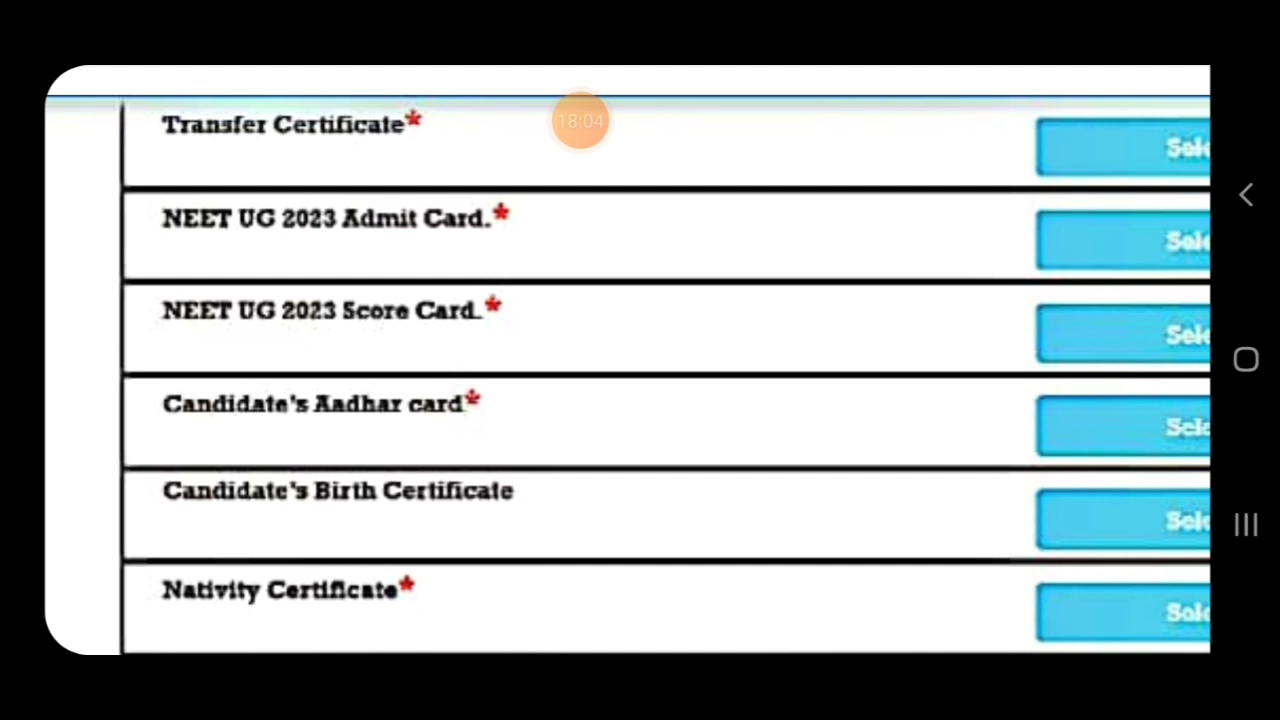 Transfer Certificate*
18:04
NEET UG 2023 Admit Card.*
NEET UG 2023 Score Card.*
Candidate's Aadhar card*
Candidate's Birth Certificate
Nativity Certificate*